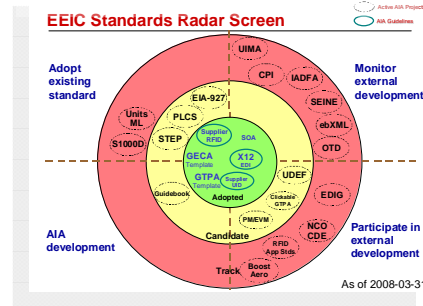 EEIC Standards Radar Screen
Active AIA Project
AIA Guidelines
Adopt
existing
standard
Monitor
external
development
UIMA
CPI
IADFA
SEINE
ebXML
OTD
EIA-927
PLCS
STEP
Units
ML
S1000D
Supplier
RFID
SOA
GECA
Template
X12
EDI
GTPA
Template
Supplier
UID
Adopted
UDEF
Clickable
GTPA
Guidebook
PM/EVM
Candidate
EDIG
NCO
CDE
RFID
App Stds
Boost
Aero
Track
AIA
development
Participate in
external
development
As of 2008-03-31